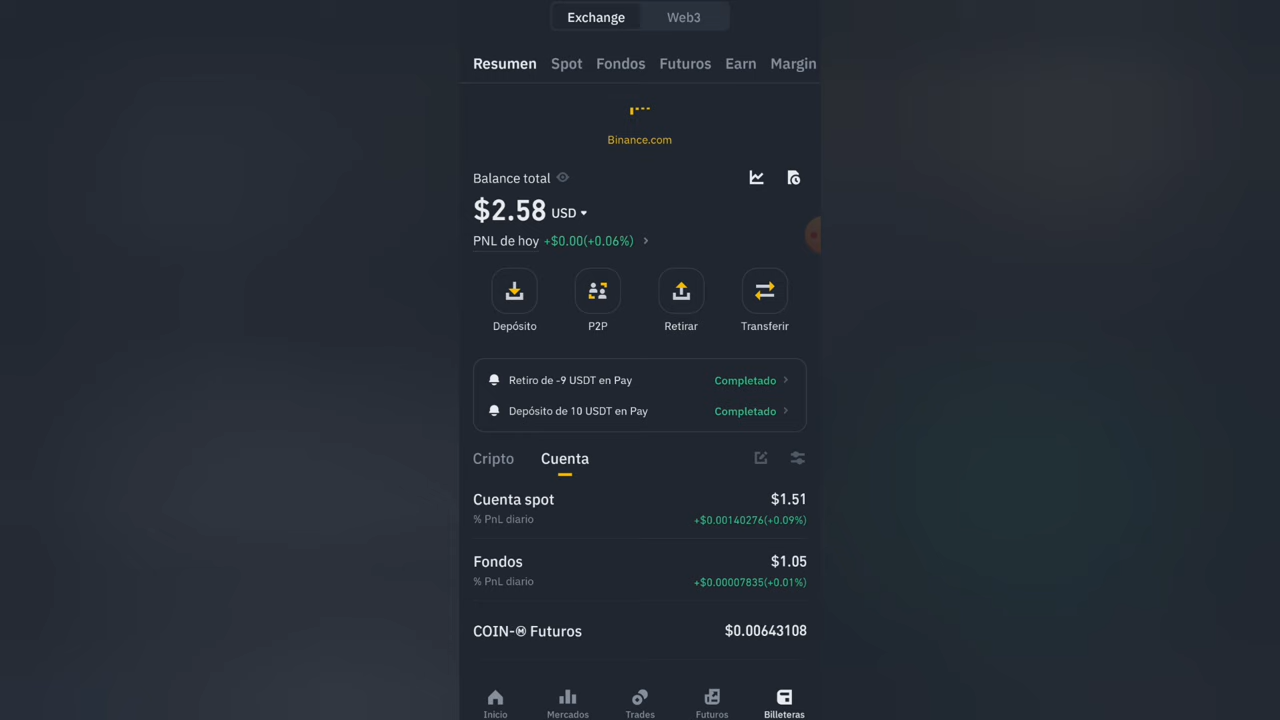 Exchange Web3
Resumen Spot Fondos Futuros Earn Margin
Binance.com
Balance total
$2.58 USD
PNL de hoy +$0.00(+0.06%)
Depósito P2P Retirar Transferir
Retiro de -9 USDT en Pay Completado
Depósito de 10 USDT en Pay Completado
Cripto Cuenta
Cuenta spot $1.51
% PnL diario +$0.00140276(+0.09%)
Fondos $1.05
% PnL diario +$0.00007835(+0.01%)
COIN-Ⓜ Futuros $0.00643108
Inicio Mercados Trades Futuros Billeteras